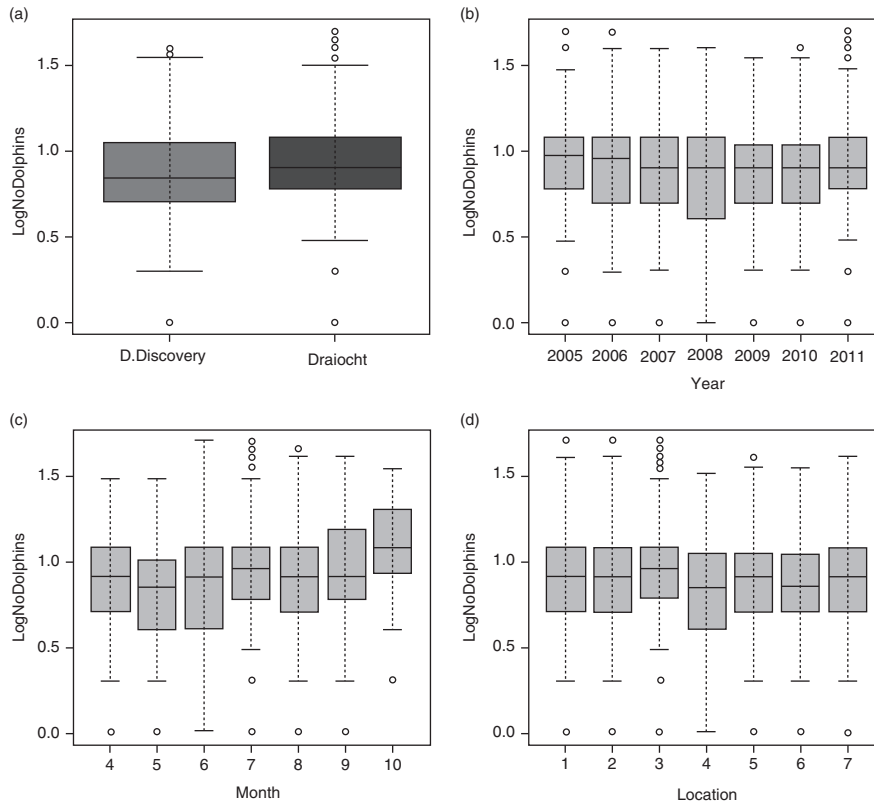 (a)
LogNoDolphins
1.5
1.0
0.5
0.0
D.Discovery Draiocht
(b)
LogNoDolphins
1.5
1.0
0.5
0.0
2005 2006 2007 2008 2009 2010 2011
Year
(c)
LogNoDolphins
1.5
1.0
0.5
0.0
4 5 6 7 8 9 10
Month
(d)
LogNoDolphins
1.5
1.0
0.5
0.0
1 2 3 4 5 6 7
Location